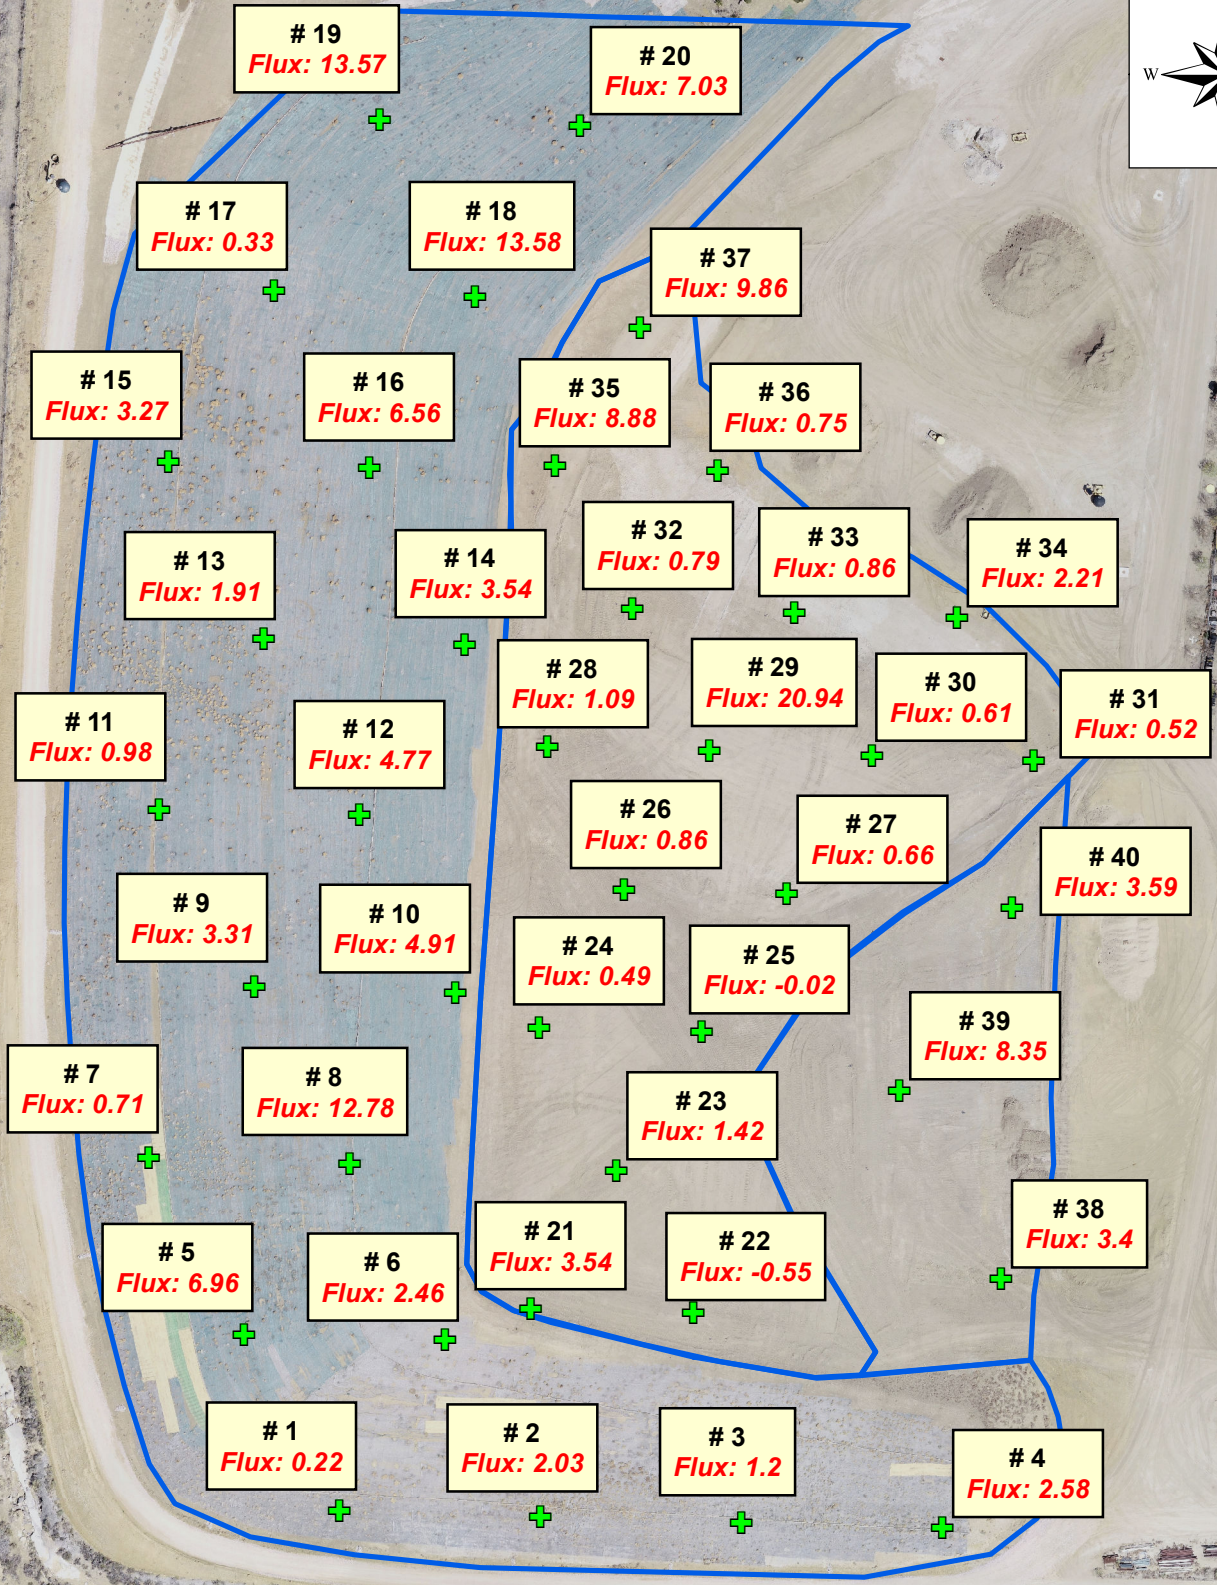 # 19
Flux: 13.57
# 20
Flux: 7.03
W
# 17
Flux: 0.33
# 18
Flux: 13.58
# 37
Flux: 9.86
# 15
Flux: 3.27
# 16
Flux: 6.56
# 35
Flux: 8.88
# 36
Flux: 0.75
# 13
Flux: 1.91
# 14
Flux: 3.54
# 32
Flux: 0.79
# 33
Flux: 0.86
# 34
Flux: 2.21
# 28
Flux: 1.09
# 29
Flux: 20.94
# 30
Flux: 0.61
# 31
Flux: 0.52
# 11
Flux: 0.98
# 12
Flux: 4.77
# 26
Flux: 0.86
# 27
Flux: 0.66
# 40
Flux: 3.59
# 9
Flux: 3.31
# 10
Flux: 4.91
# 24
Flux: 0.49
# 25
Flux: -0.02
# 39
Flux: 8.35
# 7
Flux: 0.71
# 8
Flux: 12.78
# 23
Flux: 1.42
# 38
Flux: 3.4
# 5
Flux: 6.96
# 6
Flux: 2.46
# 21
Flux: 3.54
# 22
Flux: -0.55
# 1
Flux: 0.22
# 2
Flux: 2.03
# 3
Flux: 1.2
# 4
Flux: 2.58